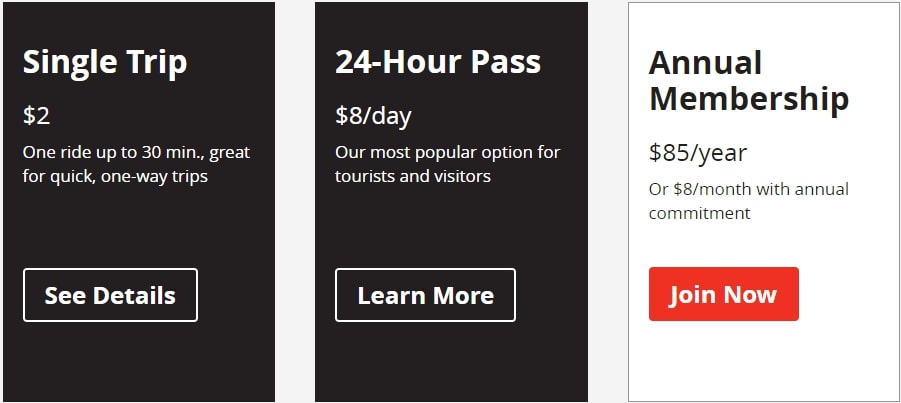 Single Trip
$2
One ride up to 30 min., great
for quick, one-way trips
See Details
24-Hour Pass
$8/day
Our most popular option for
tourists and visitors
Learn More
Annual
Membership
$85/year
Or $8/month with annual
commitment
Join Now